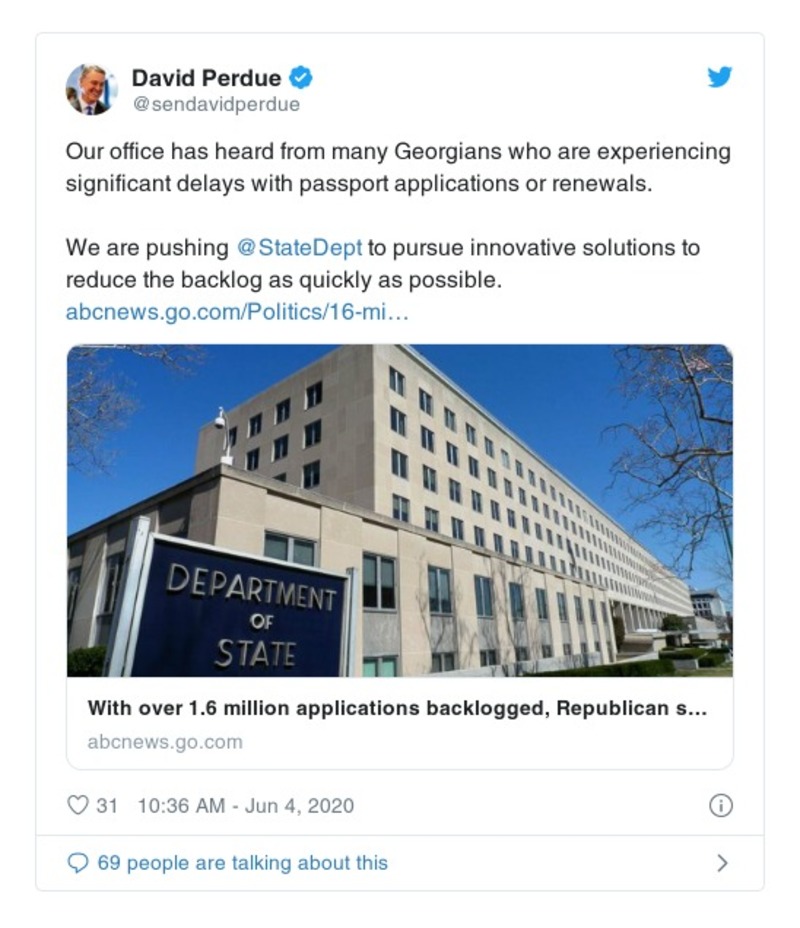 David Perdue
@sendavidperdue
Our office has heard from many Georgians who are experiencing
significant delays with passport applications or renewals.
We are pushing @StateDept to pursue innovative solutions to
reduce the backlog as quickly as possible.
abcnews.go.com/Politics/16-mi…
DEPARTMENT
OF
STATE
With over 1.6 million applications backlogged, Republican s...
abcnews.go.com
31 10:36 AM - Jun 4, 2020
69 people are talking about this